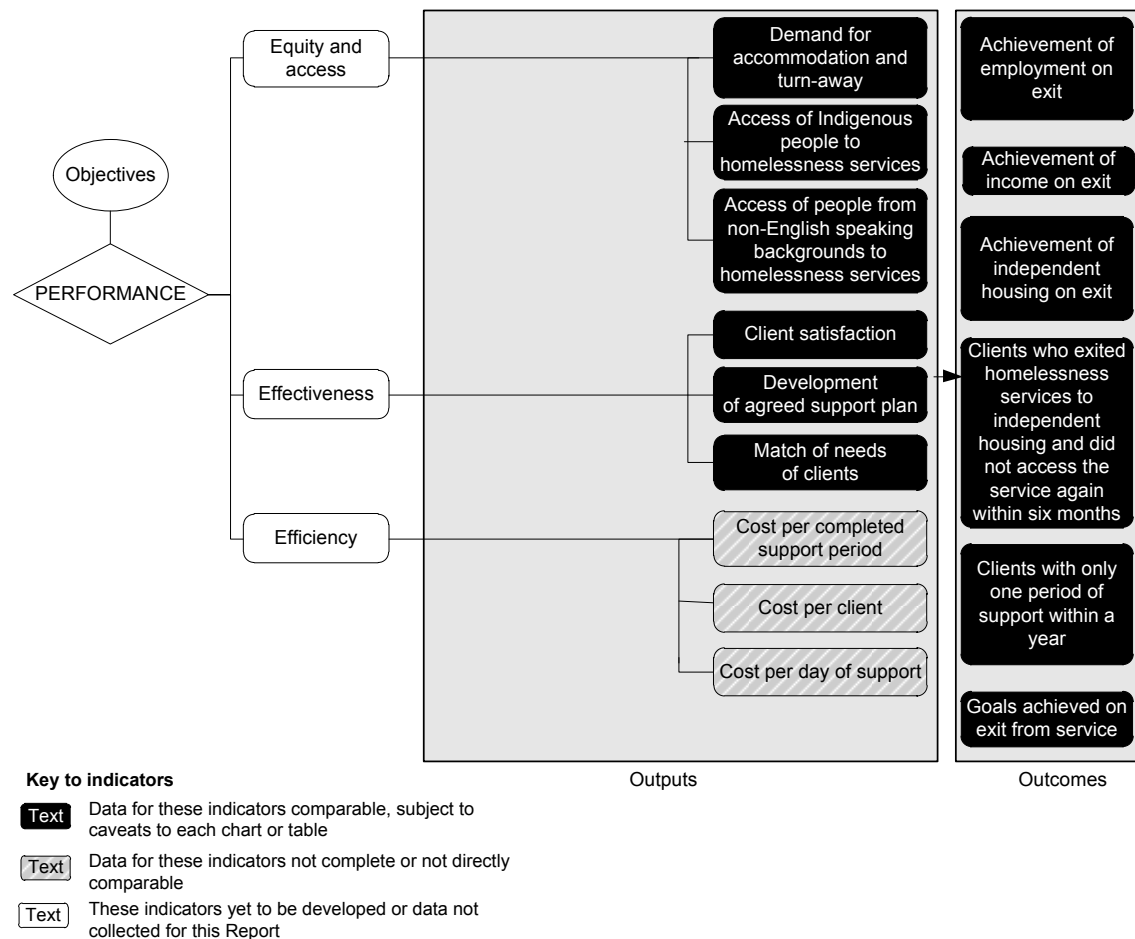 Objectives
PERFORMANCE
Equity and
access
Effectiveness
Efficiency
Demand for
accommodation and
turn-away
Access of Indigenous
people to
homelessness services
Access of people from
non-English speaking
backgrounds to
homelessness services
Client satisfaction
Development
of agreed support plan
Match of needs
of clients
Cost per completed
support period
Cost per client
Cost per day of support
Outputs
Achievement of
employment on
exit
Achievement of
income on exit
Achievement of
independent
housing on exit
Clients who exited
homelessness
services to
independent
housing and did
not access the
service again
within six months
Clients with only
one period of
support within a
year
Goals achieved on
exit from service
Outcomes
Key to indicators
Text
Data for these indicators comparable, subject to
caveats to each chart or table
Text
Data for these indicators not complete or not directly
comparable
Text
These indicators yet to be developed or data not
collected for this Report